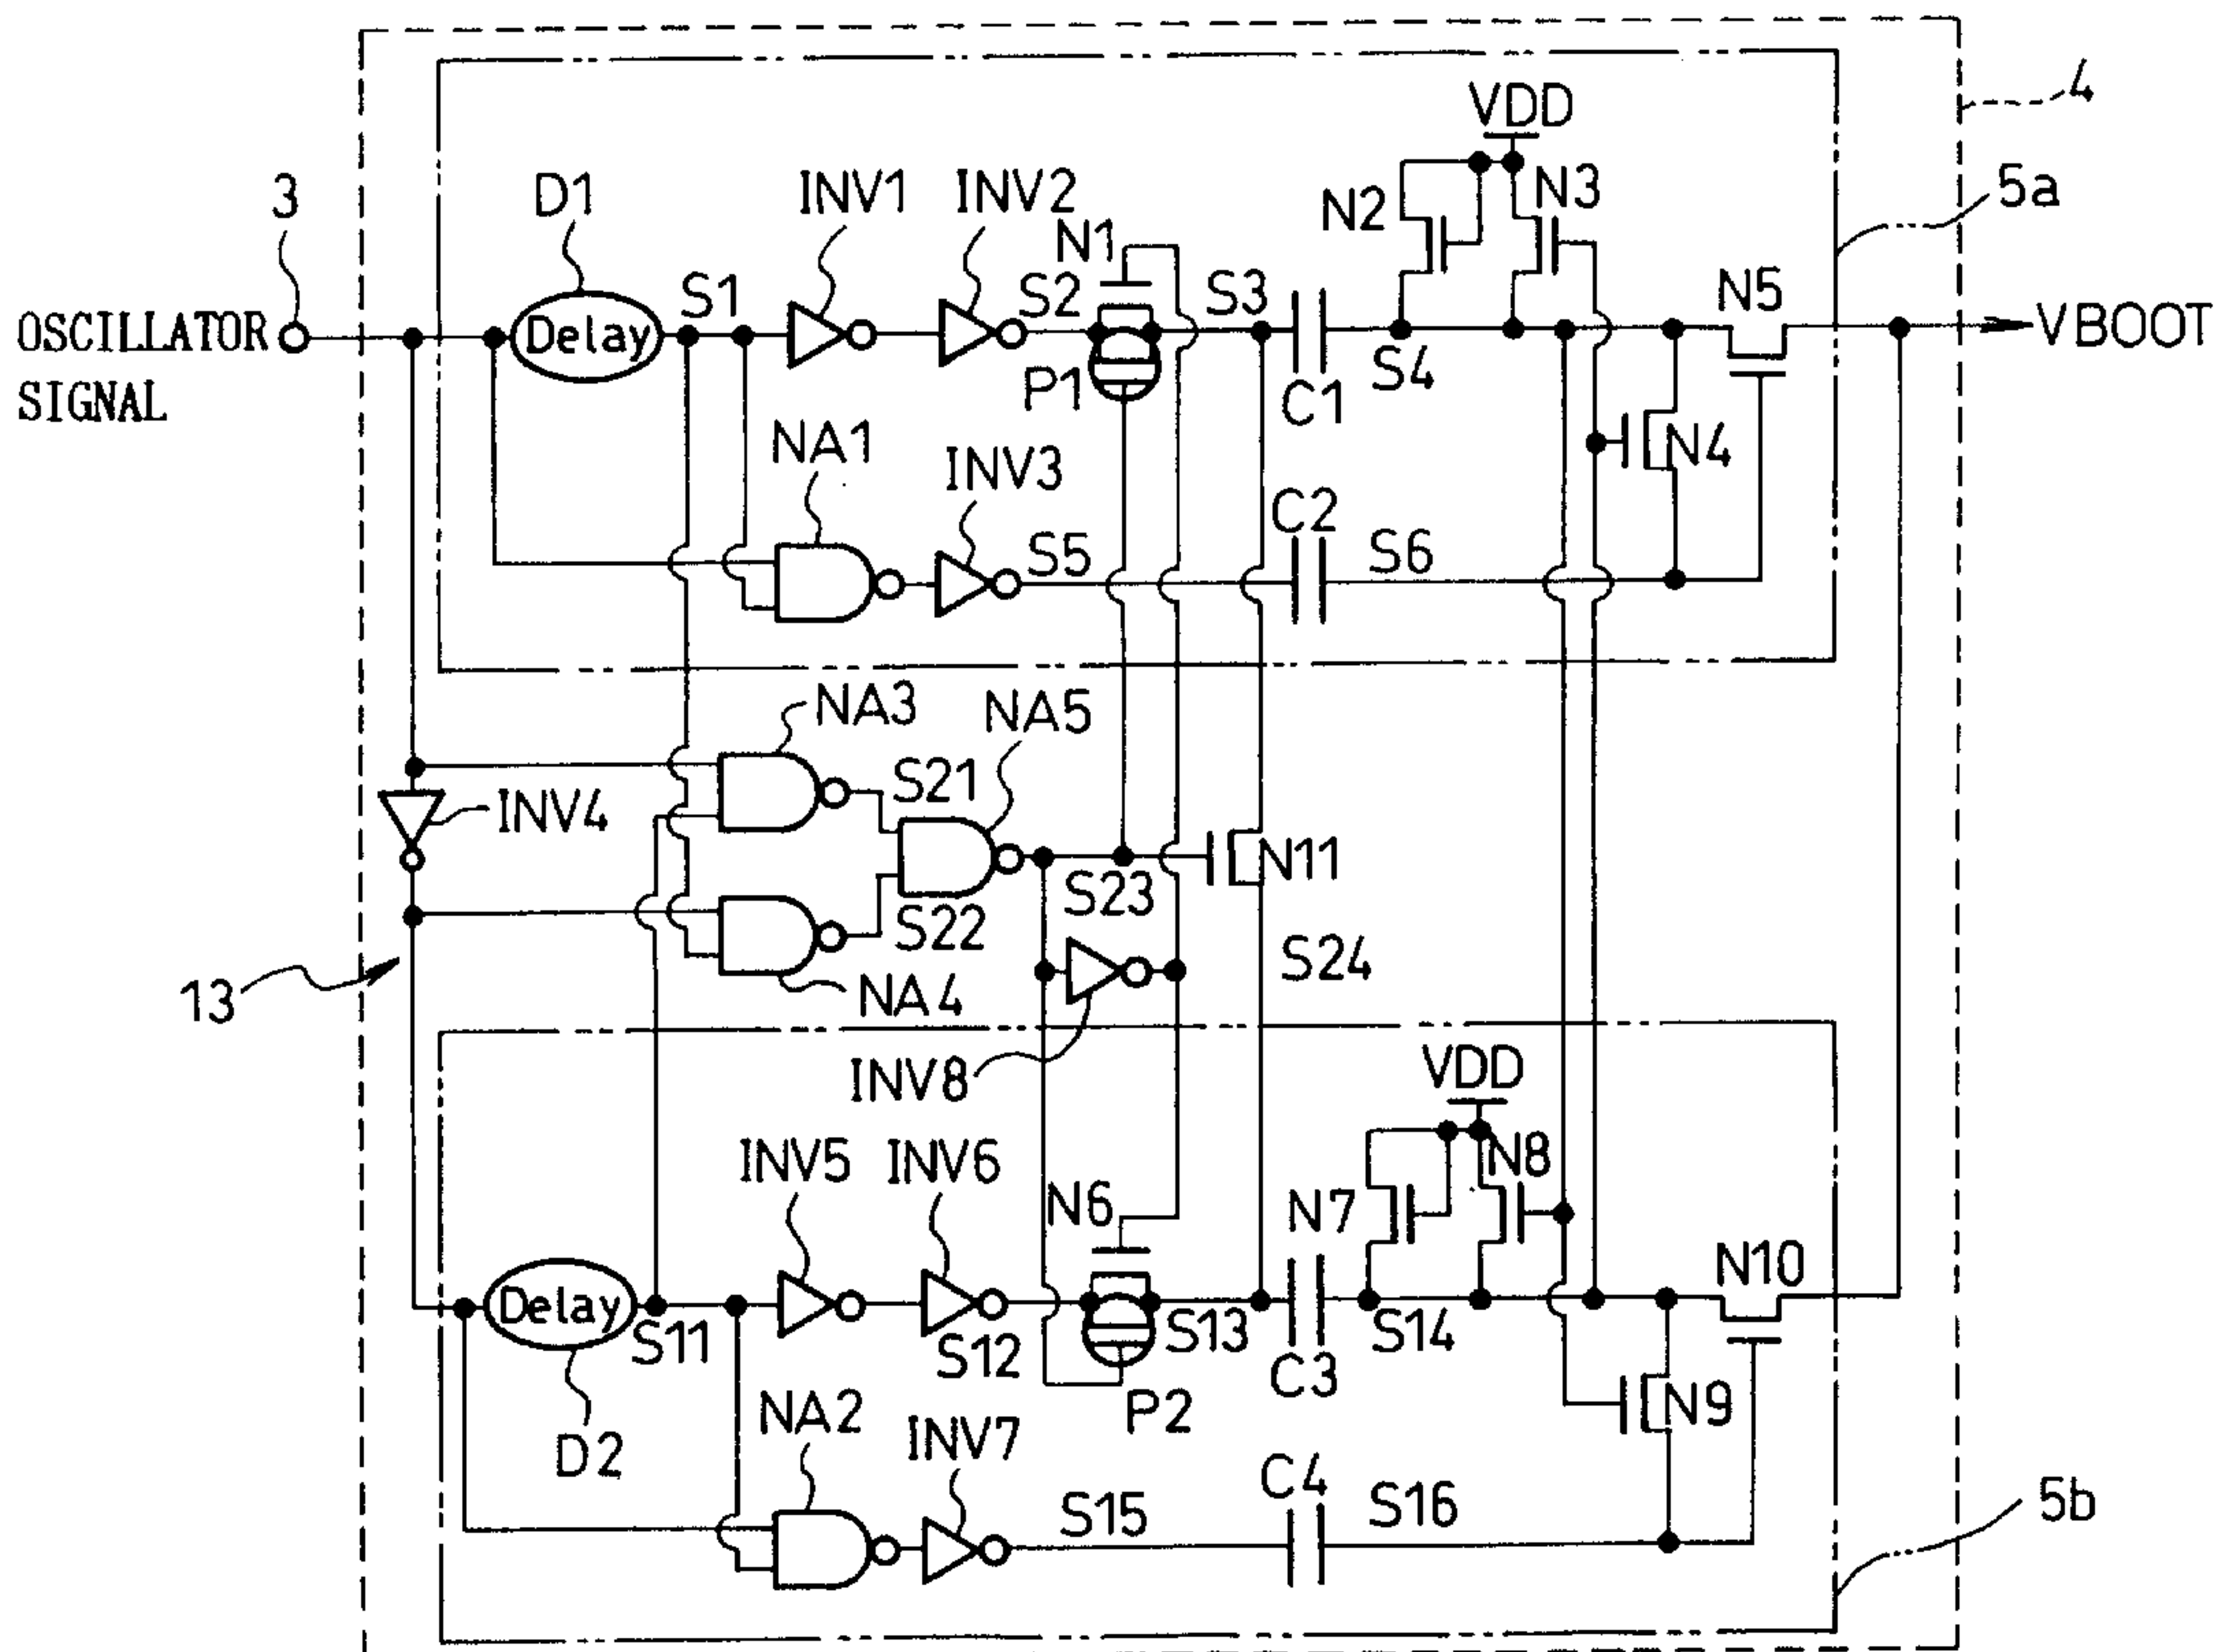 4
VDD
3
D1
INV1
INV2
N1
N2
N3
5a
OSCILLATOR
SIGNAL
Delay
S1
S2
P1
S3
C1
S4
N5
VBOOT
NA1
INV3
N4
S5
C2
S6
NA3
NA5
INV4
S21
N11
S22
S23
S24
13
NA4
INV8
VDD
INV5
INV6
N6
N7
N8
N10
Delay
S11
S12
S13
C3
S14
D2
NA2
INV7
P2
N9
S15
C4
S16
5b